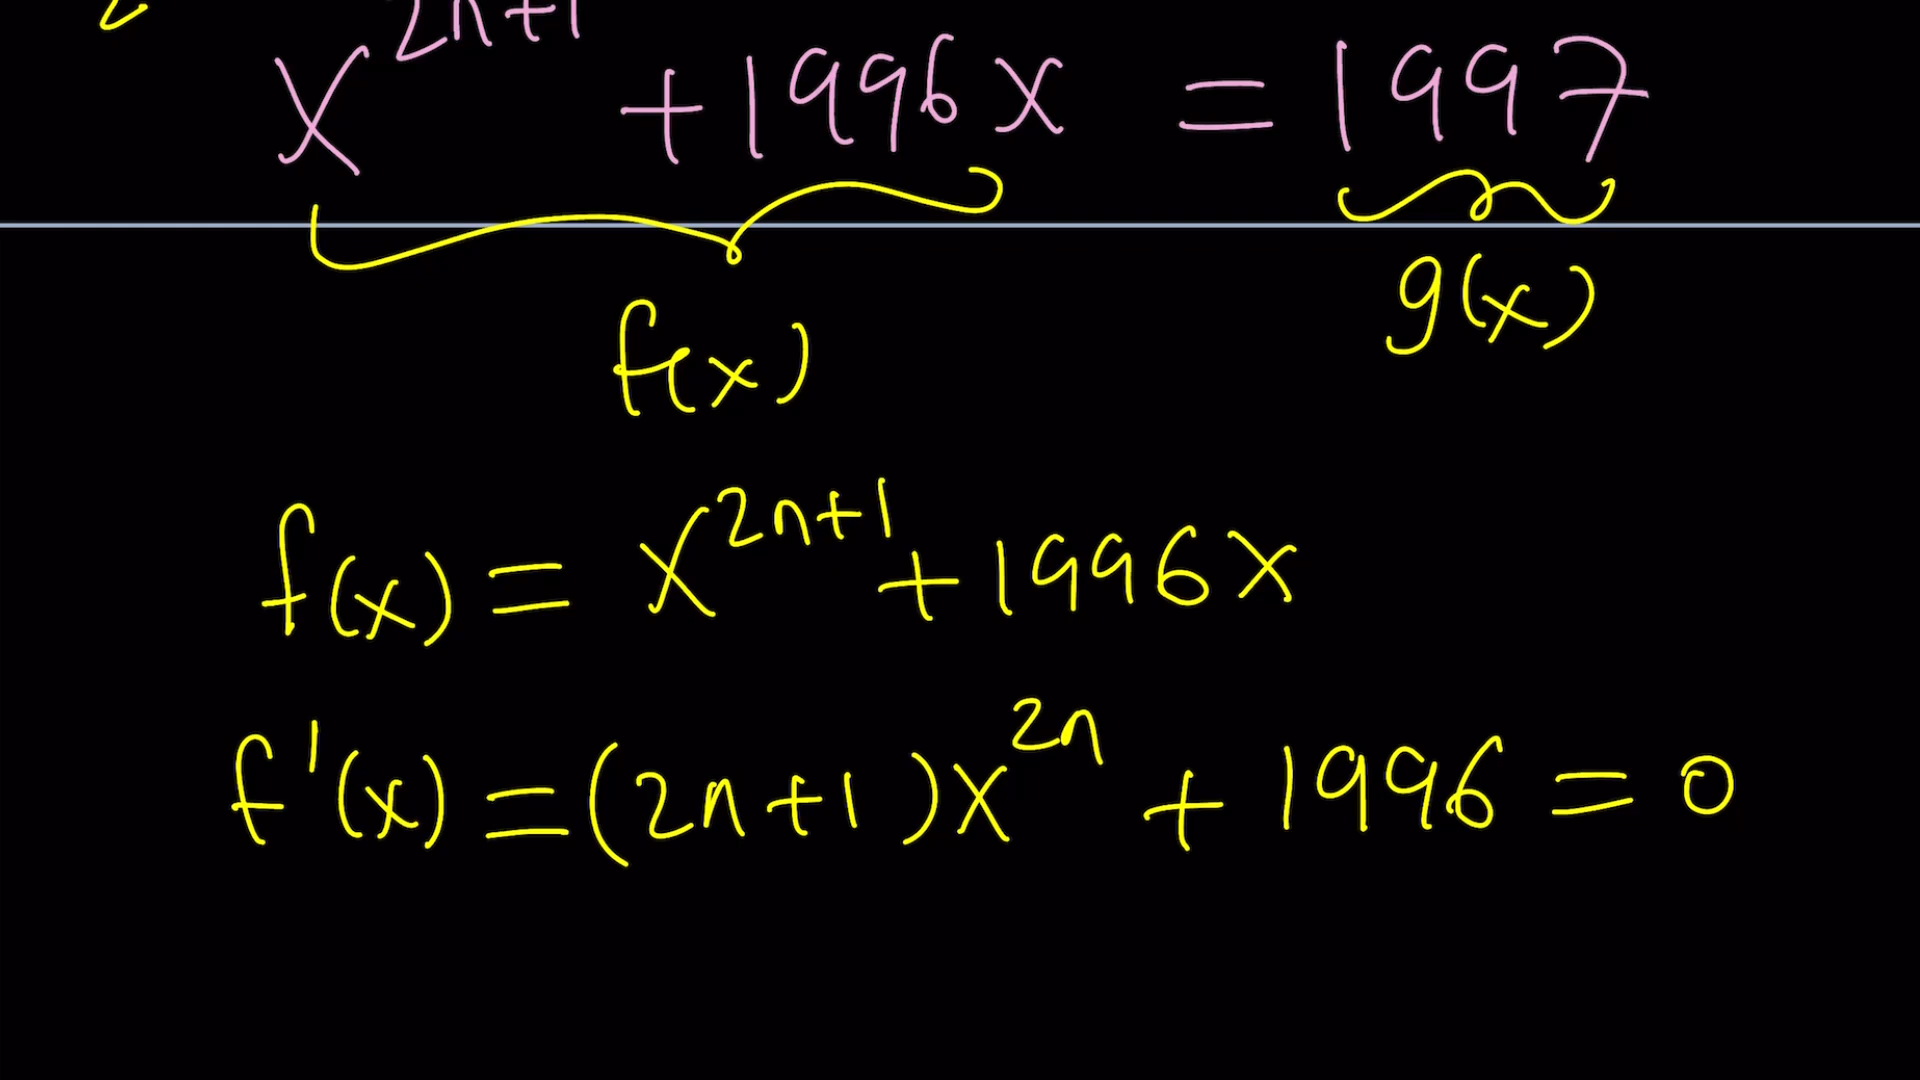 x^{2n+1} + 1996x = 1997
f(x) g(x)
f(x) = x^{2n+1} + 1996x
f'(x) = (2n+1)x^{2n} + 1996 = 0